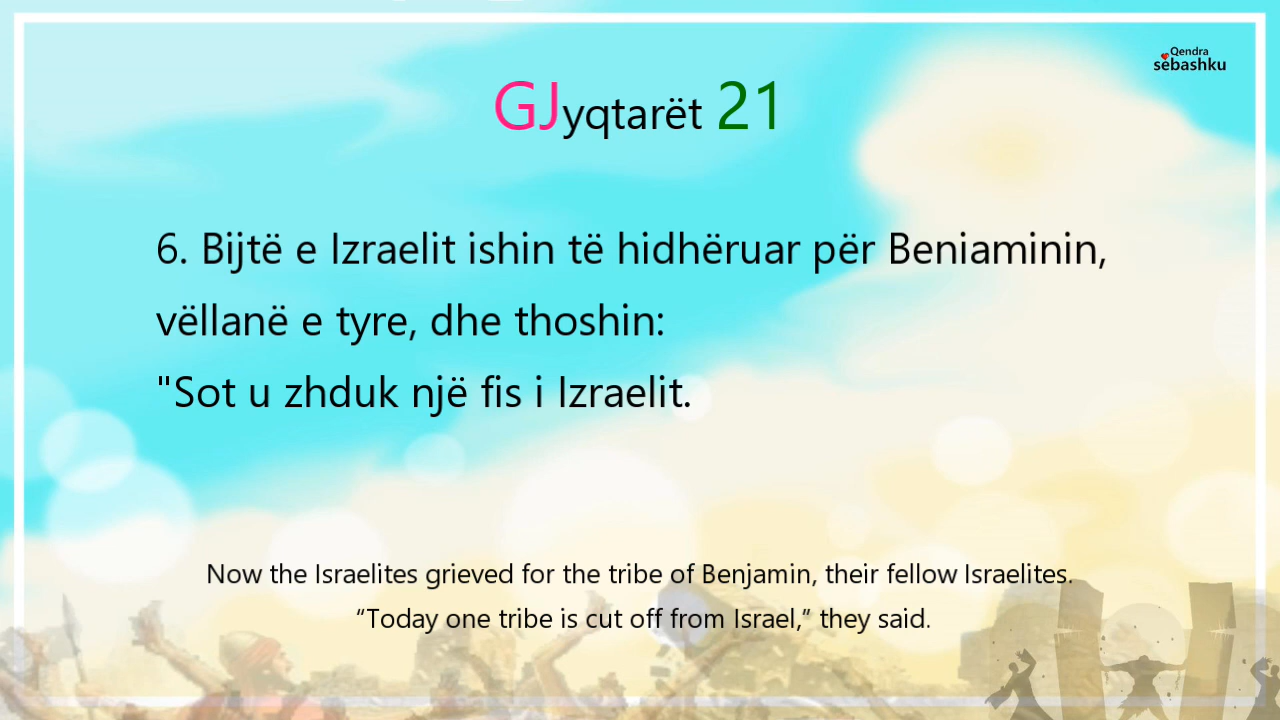 Qendra
sëbashku
GJyqtarët 21
6. Bijtë e Izraelit ishin të hidhëruar për Beniaminin,
vëllanë e tyre, dhe thoshin:
"Sot u zhduk një fis i Izraelit.
Now the Israelites grieved for the tribe of Benjamin, their fellow Israelites.
“Today one tribe is cut off from Israel,” they said.